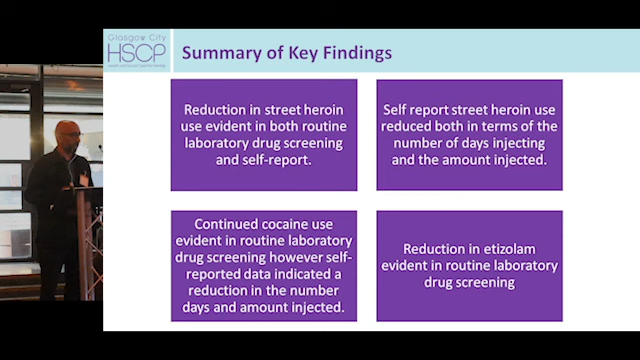 Glasgow City
HSCP
Summary of Key Findings
Reduction in street heroin
use evident in both routine
laboratory drug screening
and self-report.
Self report street heroin use
reduced both in terms of the
number of days injecting
and the amount injected.
Continued cocaine use
evident in routine laboratory
drug screening however self-
reported data indicated a
reduction in the number
days and amount injected.
Reduction in etizolam
evident in routine laboratory
drug screening